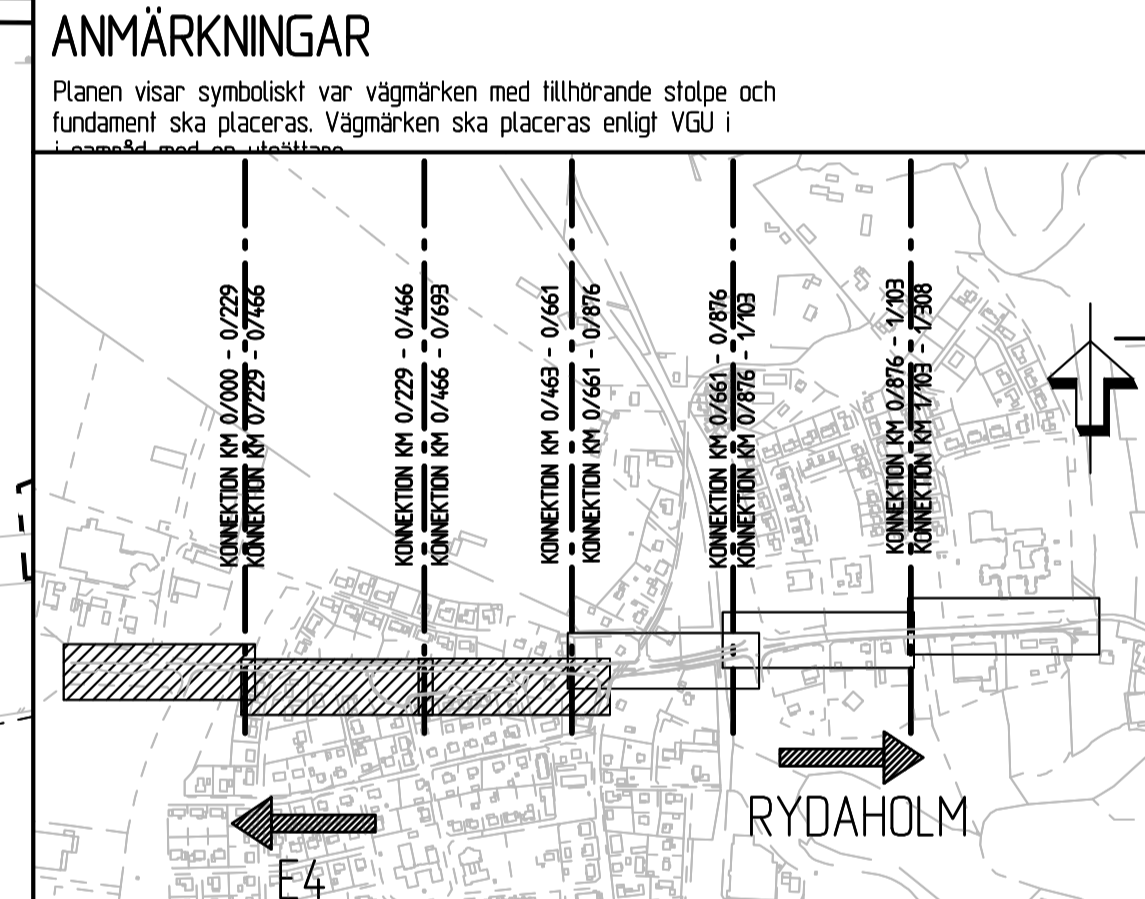 ANMÄRKNINGAR
Planen visar symboliskt var vägmärken med tillhörande stolpe och
fundament ska placeras. Vägmärken ska placeras enligt VGU i
i samråd med en utsättare
KONNEKTION KM 0/000 - 0/229
KONNEKTION KM 0/229 - 0/466
KONNEKTION KM 0/229 - 0/466
KONNEKTION KM 0/466 - 0/693
KONNEKTION KM 0/463 - 0/661
KONNEKTION KM 0/661 - 0/876
KONNEKTION KM 0/661 - 0/876
KONNEKTION KM 0/876 - 1/103
KONNEKTION KM 0/876 - 1/103
KONNEKTION KM 1/103 - 1/308
RYDAHOLM
E4